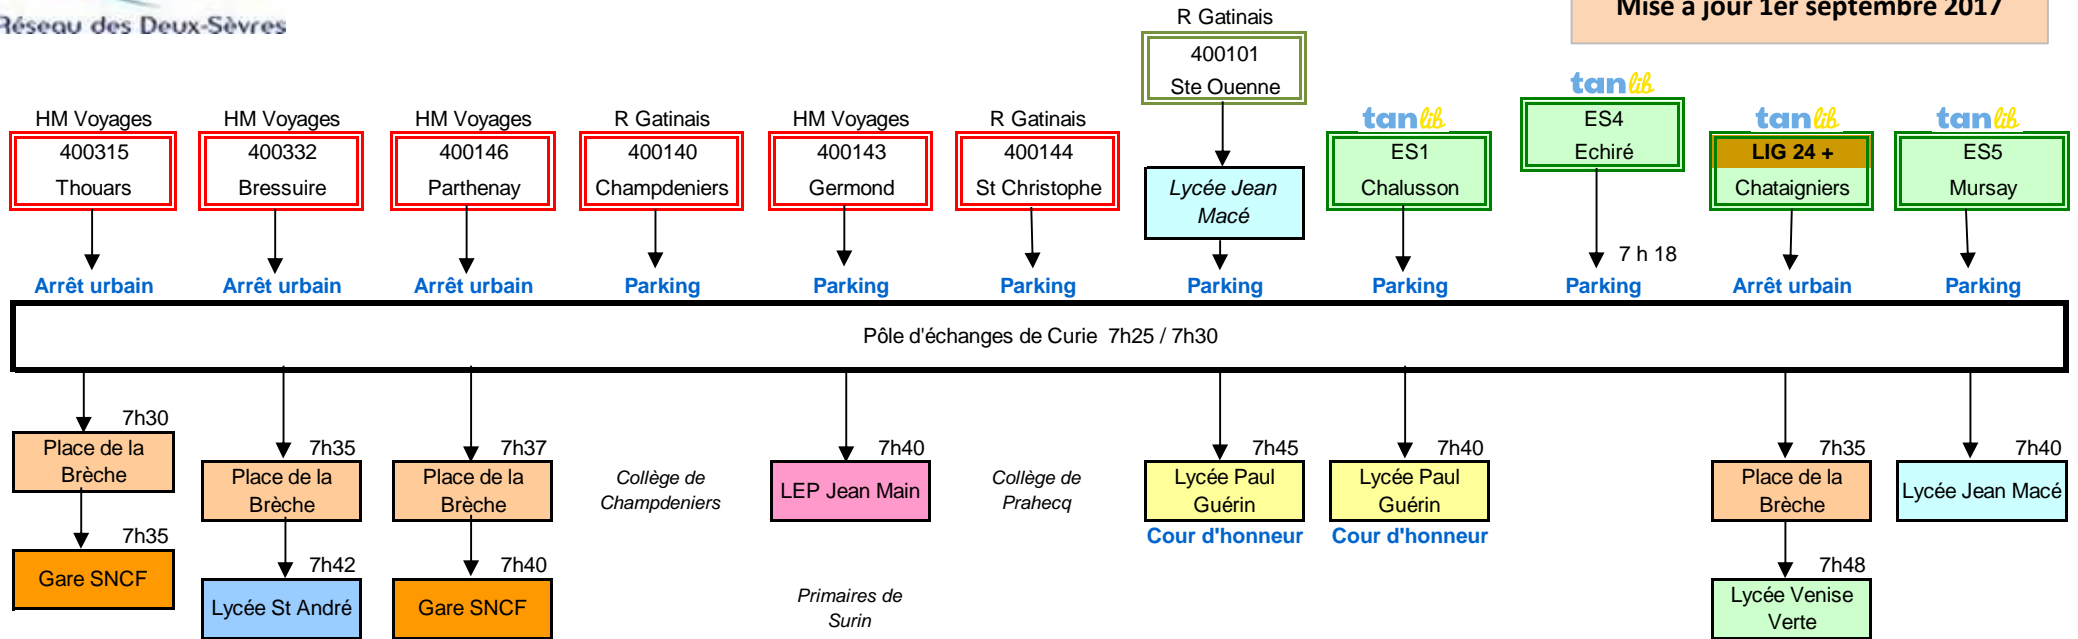 Réseau des Deux-Sèvres
Mise à jour 1er septembre 2017
R Gatinais
400101
Ste Ouenne
HM Voyages
400315
Thouars
HM Voyages
400332
Bressuire
HM Voyages
400146
Parthenay
R Gatinais
400140
Champdeniers
HM Voyages
400143
Germond
R Gatinais
400144
St Christophe
Lycée Jean
Macé
tanlib
ES1
Chalusson
tanlib
ES4
Echiré
7 h 18
tanlib
LIG 24 +
Chataigniers
tanlib
ES5
Mursay
Arrêt urbain
Arrêt urbain
Arrêt urbain
Parking
Parking
Parking
Parking
Parking
Parking
Arrêt urbain
Parking
Pôle d'échanges de Curie 7h25 / 7h30
7h30
Place de la
Brèche
7h35
Gare SNCF
7h35
Place de la
Brèche
7h42
Lycée St André
7h37
Place de la
Brèche
7h40
Gare SNCF
Collège de
Champdeniers
7h40
LEP Jean Main
Primaires de
Surin
Collège de
Prahecq
7h45
Lycée Paul
Guérin
Cour d'honneur
7h40
Lycée Paul
Guérin
Cour d'honneur
7h35
Place de la
Brèche
7h48
Lycée Venise
Verte
7h40
Lycée Jean Macé